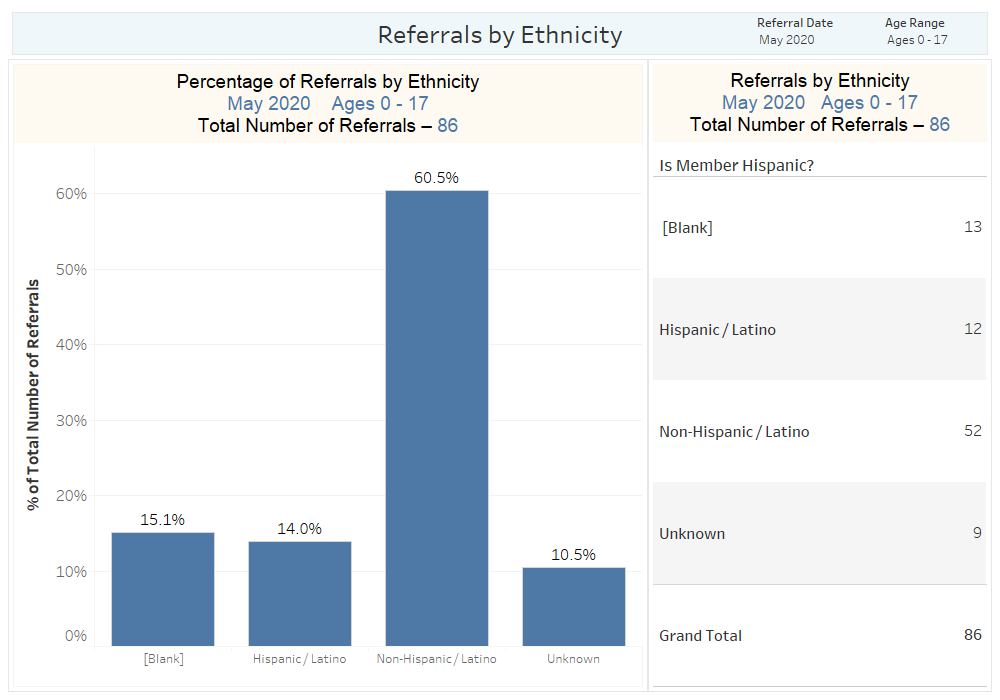 Referrals by Ethnicity
Referral Date
May 2020
Age Range
Ages 0 - 17
Percentage of Referrals by Ethnicity
May 2020 Ages 0 - 17
Total Number of Referrals – 86
% of Total Number of Referrals
60%
50%
40%
30%
20%
10%
0%
15.1%
14.0%
60.5%
10.5%
[Blank]
Hispanic / Latino
Non-Hispanic / Latino
Unknown
Referrals by Ethnicity
May 2020 Ages 0 - 17
Total Number of Referrals – 86
Is Member Hispanic?
[Blank] 13
Hispanic / Latino 12
Non-Hispanic / Latino 52
Unknown 9
Grand Total 86